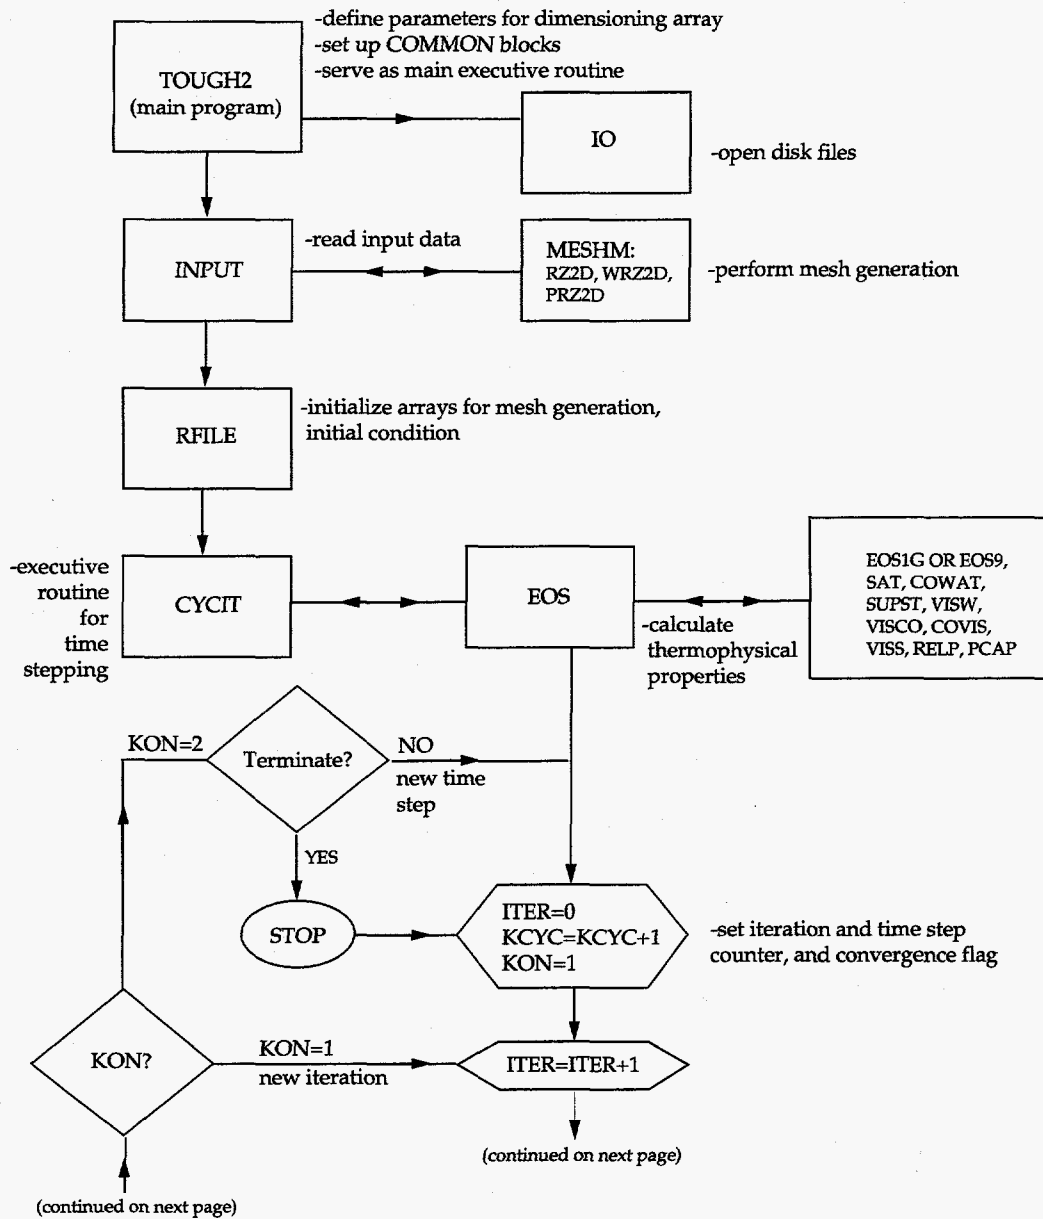 -define parameters for dimensioning array
-set up COMMON blocks
-serve as main executive routine
TOUGH2
(main program)
IO
-open disk files
INPUT
-read input data
MESHM:
RZ2D, WRZ2D,
PRZ2D
-perform mesh generation
RFILE
-initialize arrays for mesh generation,
initial condition
-executive
routine
for
time
stepping
CYCIT
EOS
-calculate
thermophysical
properties
EOS1G OR EOS9,
SAT, COWAT,
SUPST, VISW,
VISCO, COVIS,
VISS, RELP, PCAP
KON=2
Terminate?
NO
new time
step
YES
STOP
ITER=0
KCYC=KCYC+1
KON=1
-set iteration and time step
counter, and convergence flag
KON?
KON=1
new iteration
ITER=ITER+1
(continued on next page)
(continued on next page)